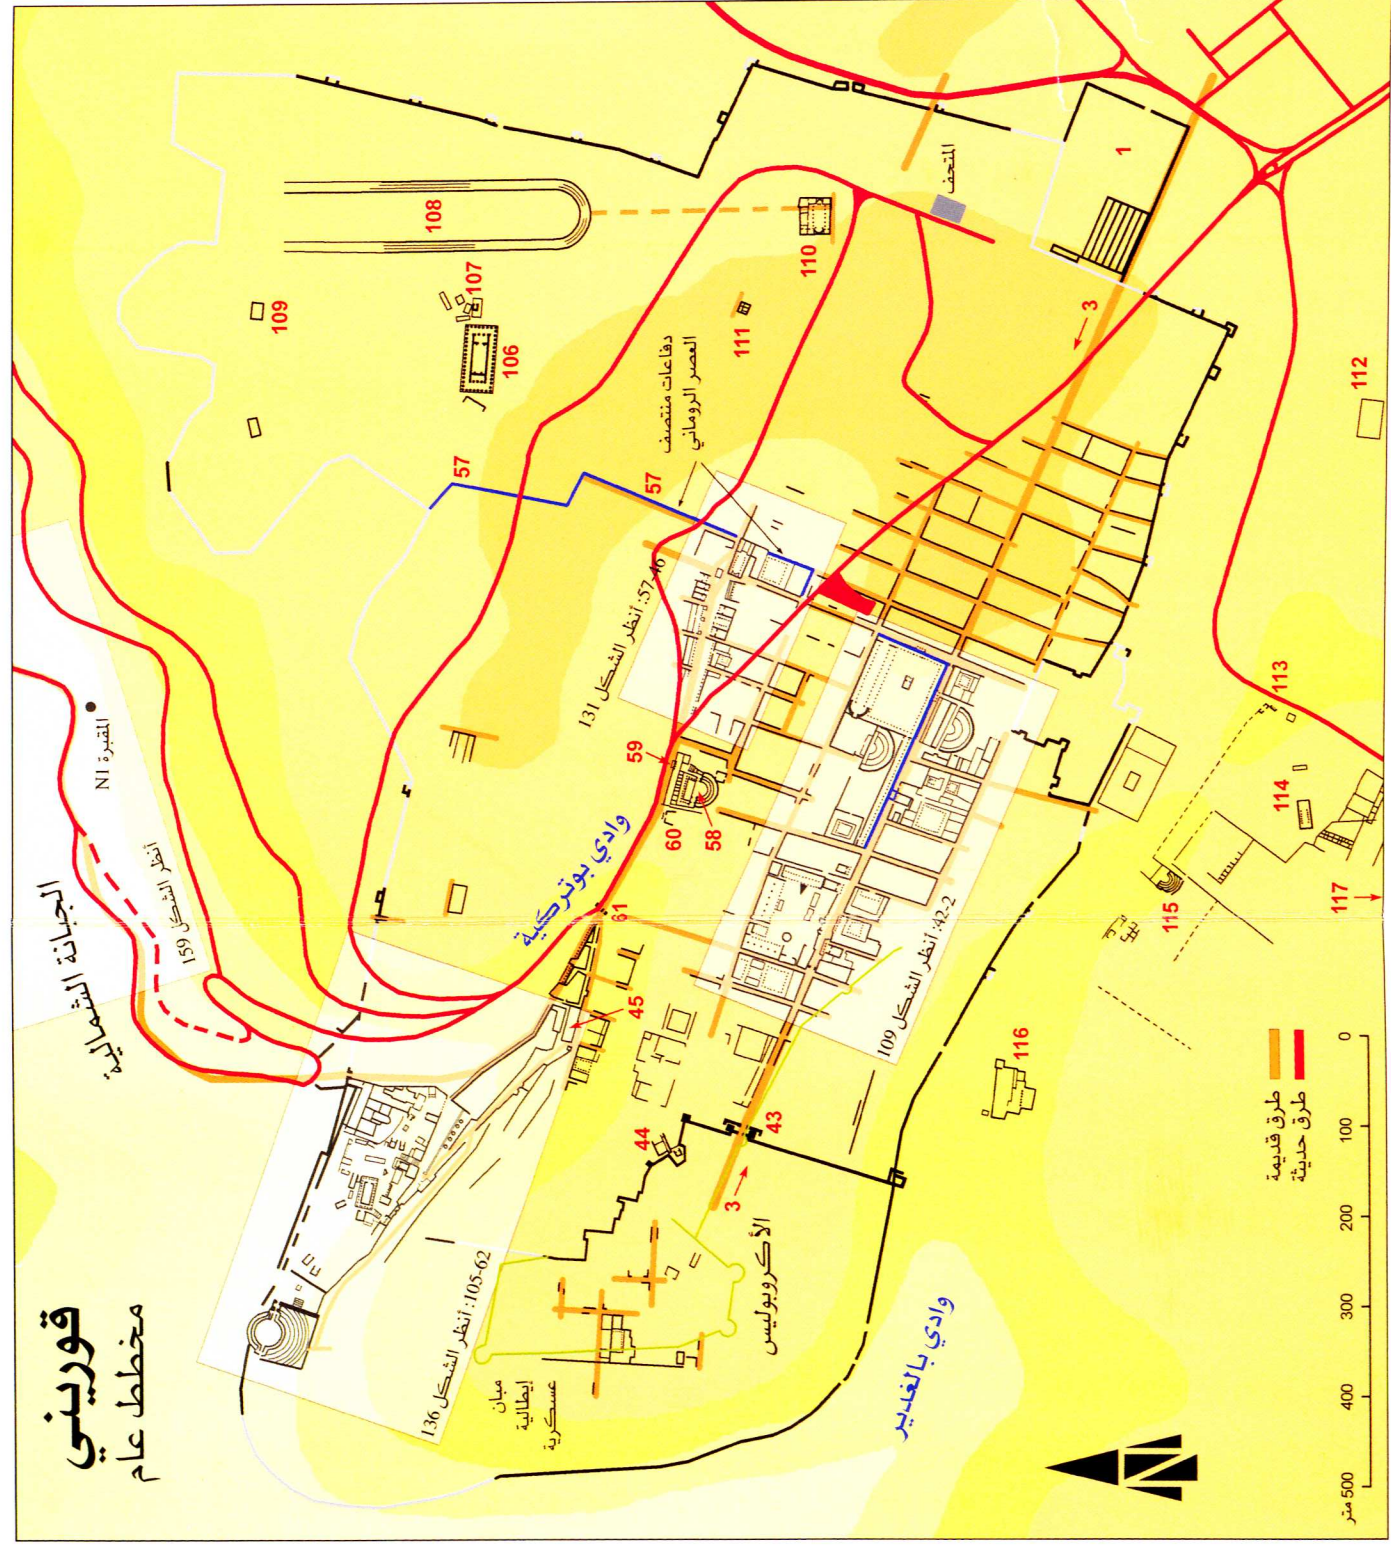 قوريني
مخطط عام
الجبانة الشمالية
المقبرة N1
أنظر الشكل 159
وادي بوتركية
57-46: أنظر الشكل 131
دفاعات منتصف
العصر الروماني
المتحف
42-2: أنظر الشكل 109
105-62: أنظر الشكل 136
الأكروبوليس
مبان
إيطالية
عسكرية
وادي بالغدير
طرق قديمة
طرق حديثة
0
100
200
300
400
500 متر
N
1
3
3
43
44
45
57
57
58
59
60
61
106
107
108
109
110
111
112
113
114
115
116
117